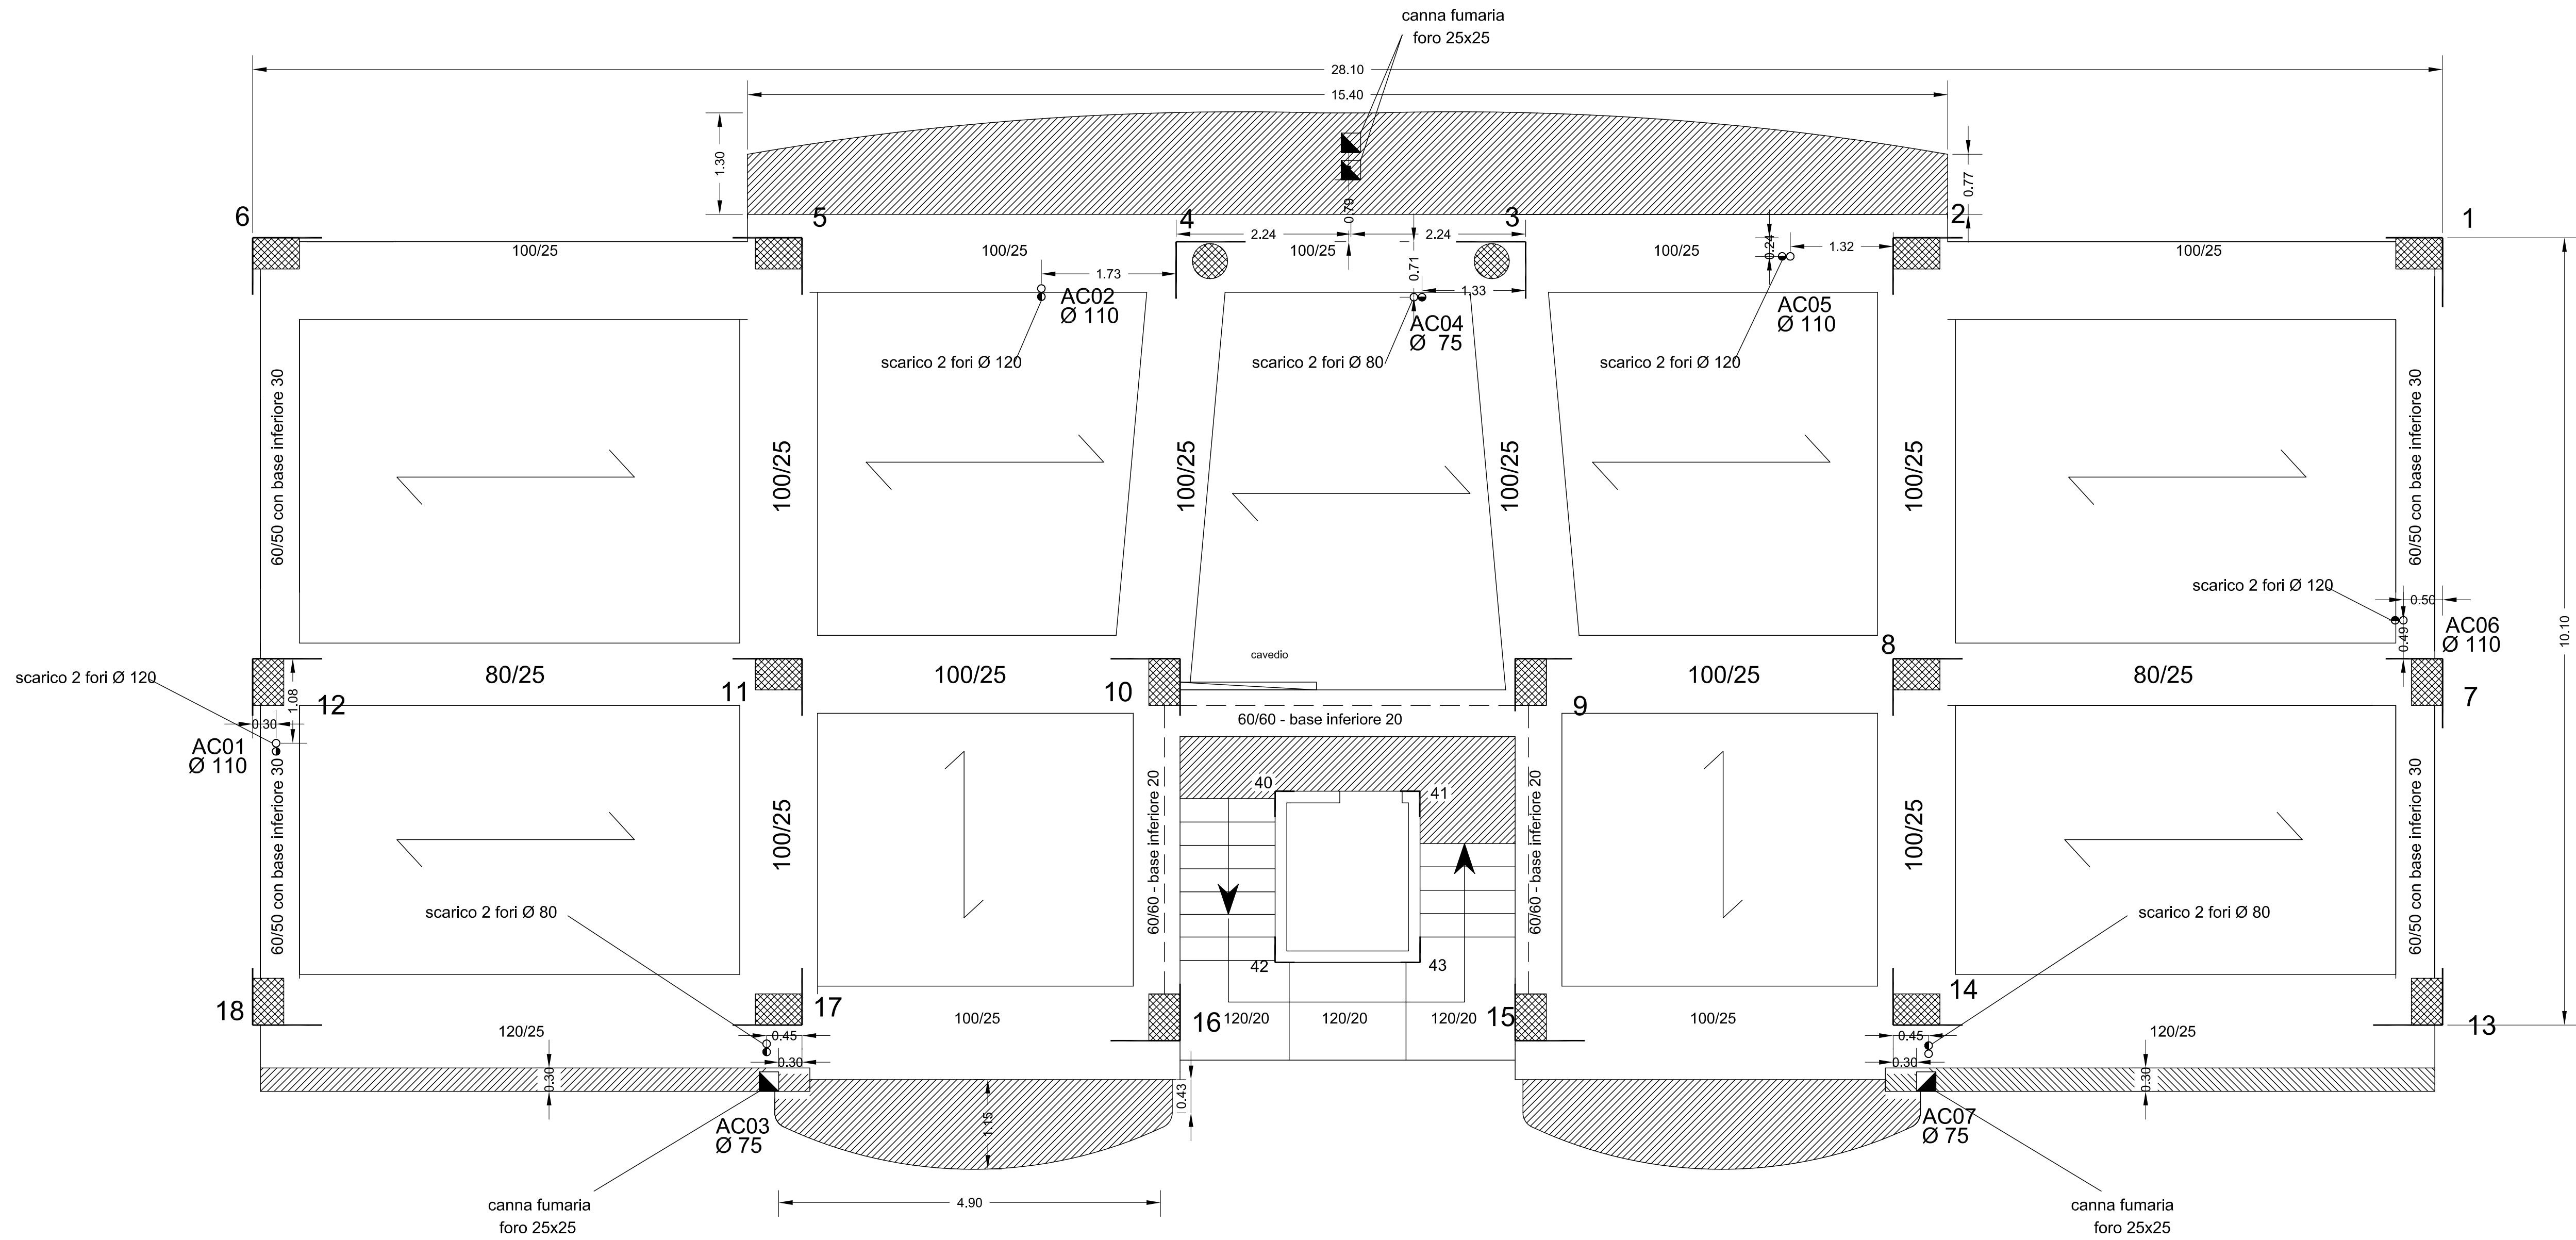 canna fumaria
foro 25x25
28.10
15.40
1.30
0.77
0.79
6
5
4
3
2
1
2.24
2.24
0.24
1.32
100/25
100/25
100/25
100/25
100/25
1.73
0.71
1.33
AC02
Ø 110
AC04
Ø 75
AC05
Ø 110
scarico 2 fori Ø 120
scarico 2 fori Ø 80
scarico 2 fori Ø 120
60/50 con base inferiore 30
100/25
100/25
100/25
100/25
60/50 con base inferiore 30
scarico 2 fori Ø 120
0.50
0.49
AC06
Ø 110
10.10
cavedio
8
scarico 2 fori Ø 120
80/25
100/25
100/25
80/25
12
11
10
9
7
1.08
0.30
AC01
Ø 110
60/60 - base inferiore 20
40
41
60/50 con base inferiore 30
100/25
60/60 - base inferiore 20
60/60 - base inferiore 20
100/25
60/50 con base inferiore 30
scarico 2 fori Ø 80
scarico 2 fori Ø 80
42
43
18
17
16
15
14
13
120/25
100/25
120/20
120/20
120/20
100/25
120/25
0.45
0.30
0.45
0.30
0.30
0.30
0.43
1.15
AC03
Ø 75
AC07
Ø 75
4.90
canna fumaria
foro 25x25
canna fumaria
foro 25x25